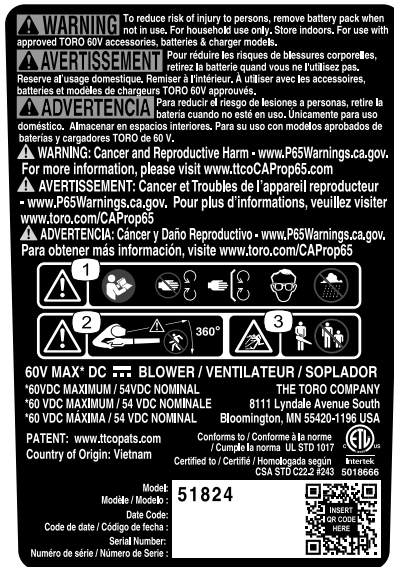 WARNING To reduce risk of injury to persons, remove battery pack when
not in use. For household use only. Store indoors. For use with
approved TORO 60V accessories, batteries & charger models.
AVERTISSEMENT Pour réduire les risques de blessures corporelles,
retirez la batterie quand vous ne l'utilisez pas.
Reserve al'usage domestique. Remiser à l'intérieur. À utiliser avec les accessoires,
batteries et modèles de chargeurs TORO 60V approuvés.
ADVERTENCIA Para reducir el riesgo de lesiones a personas, retire la
batería cuando no esté en uso. Únicamente para uso
doméstico. Almacenar en espacios interiores. Para su uso con modelos aprobados de
baterías y cargadores TORO de 60 V.
WARNING: Cancer and Reproductive Harm - www.P65Warnings.ca.gov.
For more information, please visit www.ttcoCAProp65.com
AVERTISSEMENT: Cancer et Troubles de l'appareil reproducteur
- www.P65Warnings.ca.gov. Pour plus d'informations, veuillez visiter
www.toro.com/CAProp65
ADVERTENCIA: Cáncer y Daño Reproductivo - www.P65Warnings.ca.gov.
Para obtener más información, visite www.toro.com/CAProp65
1
2
360°
3
60V MAX* DC BLOWER / VENTILATEUR / SOPLADOR
*60VDC MAXIMUM / 54VDC NOMINAL
*60 VDC MAXIMUM / 54 VDC NOMINALE
*60 VDC MÁXIMA / 54 VDC NOMINAL
THE TORO COMPANY
8111 Lyndale Avenue South
Bloomington, MN 55420-1196 USA
PATENT: www.ttcopats.com
Country of Origin: Vietnam
Conforms to / Conforme à la norme
/ Cumple la norma UL STD 1017
Certified to / Certifié / Homologada según
CSA STD C22.2 #243
c ETL us
Intertek
5018666
Model:
Modèle / Modelo :
51824
Date Code:
Code de date / Código de fecha :
Serial Number:
Numéro de série / Número de Serie :
INSERT
QR CODE
HERE